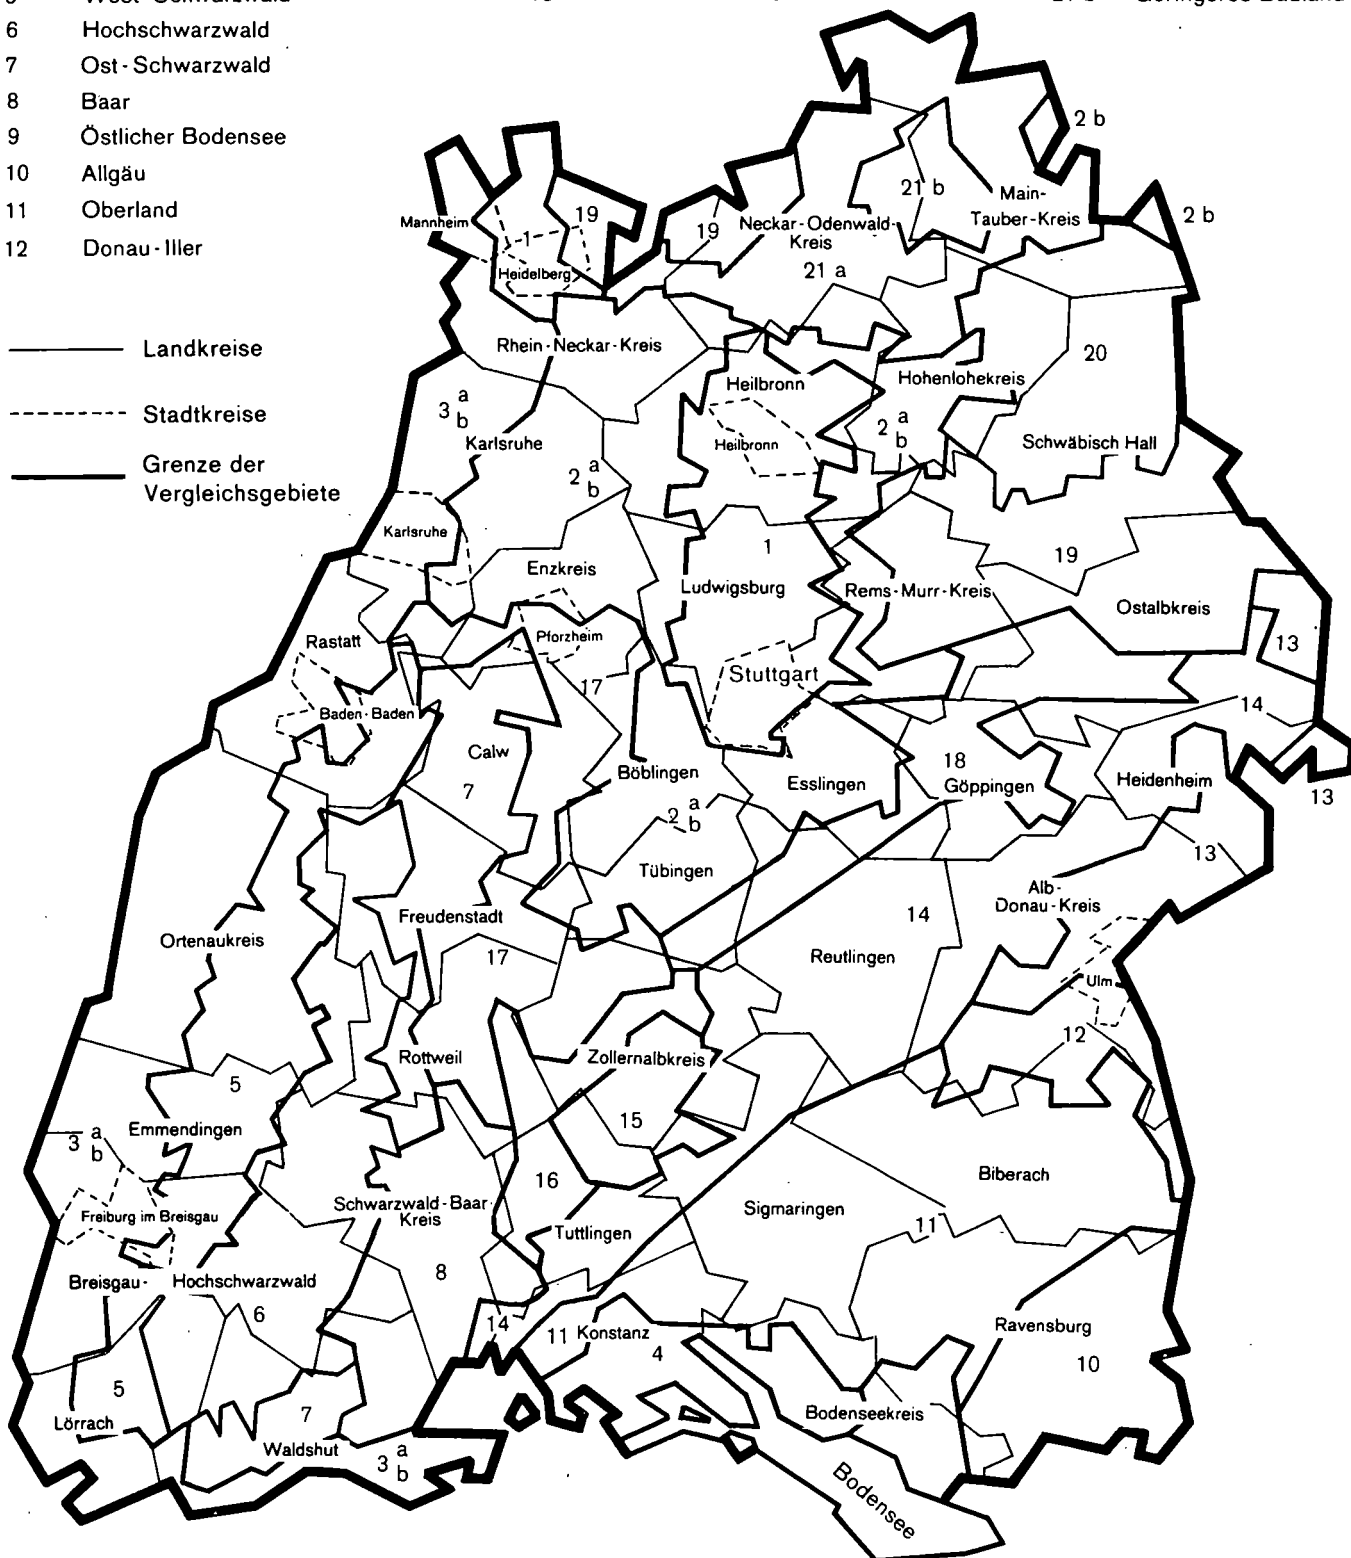 6 Hochschwarzwald
7 Ost-Schwarzwald
8 Baar
9 Östlicher Bodensee
10 Allgäu
11 Oberland
12 Donau-Iller
Landkreise
Stadtkreise
Grenze der
Vergleichsgebiete
2 b
21 b
Main-
Tauber-Kreis
2 b
Mannheim
1
19
19
Neckar-Odenwald-
Kreis
Heidelberg
21 a
Rhein-Neckar-Kreis
20
Heilbronn
Hohenlohekreis
3 a
b
Karlsruhe
Heilbronn
2 a
b
Schwäbisch Hall
2 a
b
Karlsruhe
1
19
Enzkreis
Ludwigsburg
Rems-Murr-Kreis
Ostalbkreis
Rastatt
Pforzheim
13
17
Stuttgart
Baden-Baden
14
Calw
Böblingen
Esslingen
18
Göppingen
Heidenheim
7
13
2 a
b
13
Tübingen
Alb-
Donau-Kreis
Freudenstadt
14
Ortenaukreis
17
Reutlingen
Ulm
12
Rottweil
Zollernalbkreis
5
15
Emmendingen
3 a
b
16
Biberach
Schwarzwald-Baar-
Kreis
Sigmaringen
Freiburg im Breisgau
Tuttlingen
11
Breisgau- Hochschwarzwald
8
6
14
11
Konstanz
4
Ravensburg
10
5
Lörrach
7
Bodenseekreis
Waldshut
3 a
b
Bodensee